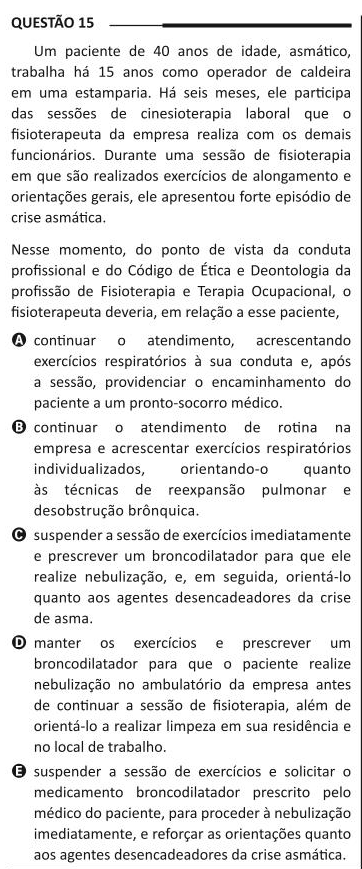 QUESTÃO 15
Um paciente de 40 anos de idade, asmático,
trabalha há 15 anos como operador de caldeira
em uma estamparia. Há seis meses, ele participa
das sessões de cinesioterapia laboral que o
fisioterapeuta da empresa realiza com os demais
funcionários. Durante uma sessão de fisioterapia
em que são realizados exercícios de alongamento e
orientações gerais, ele apresentou forte episódio de
crise asmática.
Nesse momento, do ponto de vista da conduta
profissional e do Código de Ética e Deontologia da
profissão de Fisioterapia e Terapia Ocupacional, o
fisioterapeuta deveria, em relação a esse paciente,
A continuar o atendimento, acrescentando
exercícios respiratórios à sua conduta e, após
a sessão, providenciar o encaminhamento do
paciente a um pronto-socorro médico.
B continuar o atendimento de rotina na
empresa e acrescentar exercícios respiratórios
individualizados, orientando-o quanto
às técnicas de reexpansão pulmonar e
desobstrução brônquica.
C suspender a sessão de exercícios imediatamente
e prescrever um broncodilatador para que ele
realize nebulização, e, em seguida, orientá-lo
quanto aos agentes desencadeadores da crise
de asma.
D manter os exercícios e prescrever um
broncodilatador para que o paciente realize
nebulização no ambulatório da empresa antes
de continuar a sessão de fisioterapia, além de
orientá-lo a realizar limpeza em sua residência e
no local de trabalho.
E suspender a sessão de exercícios e solicitar o
medicamento broncodilatador prescrito pelo
médico do paciente, para proceder à nebulização
imediatamente, e reforçar as orientações quanto
aos agentes desencadeadores da crise asmática.